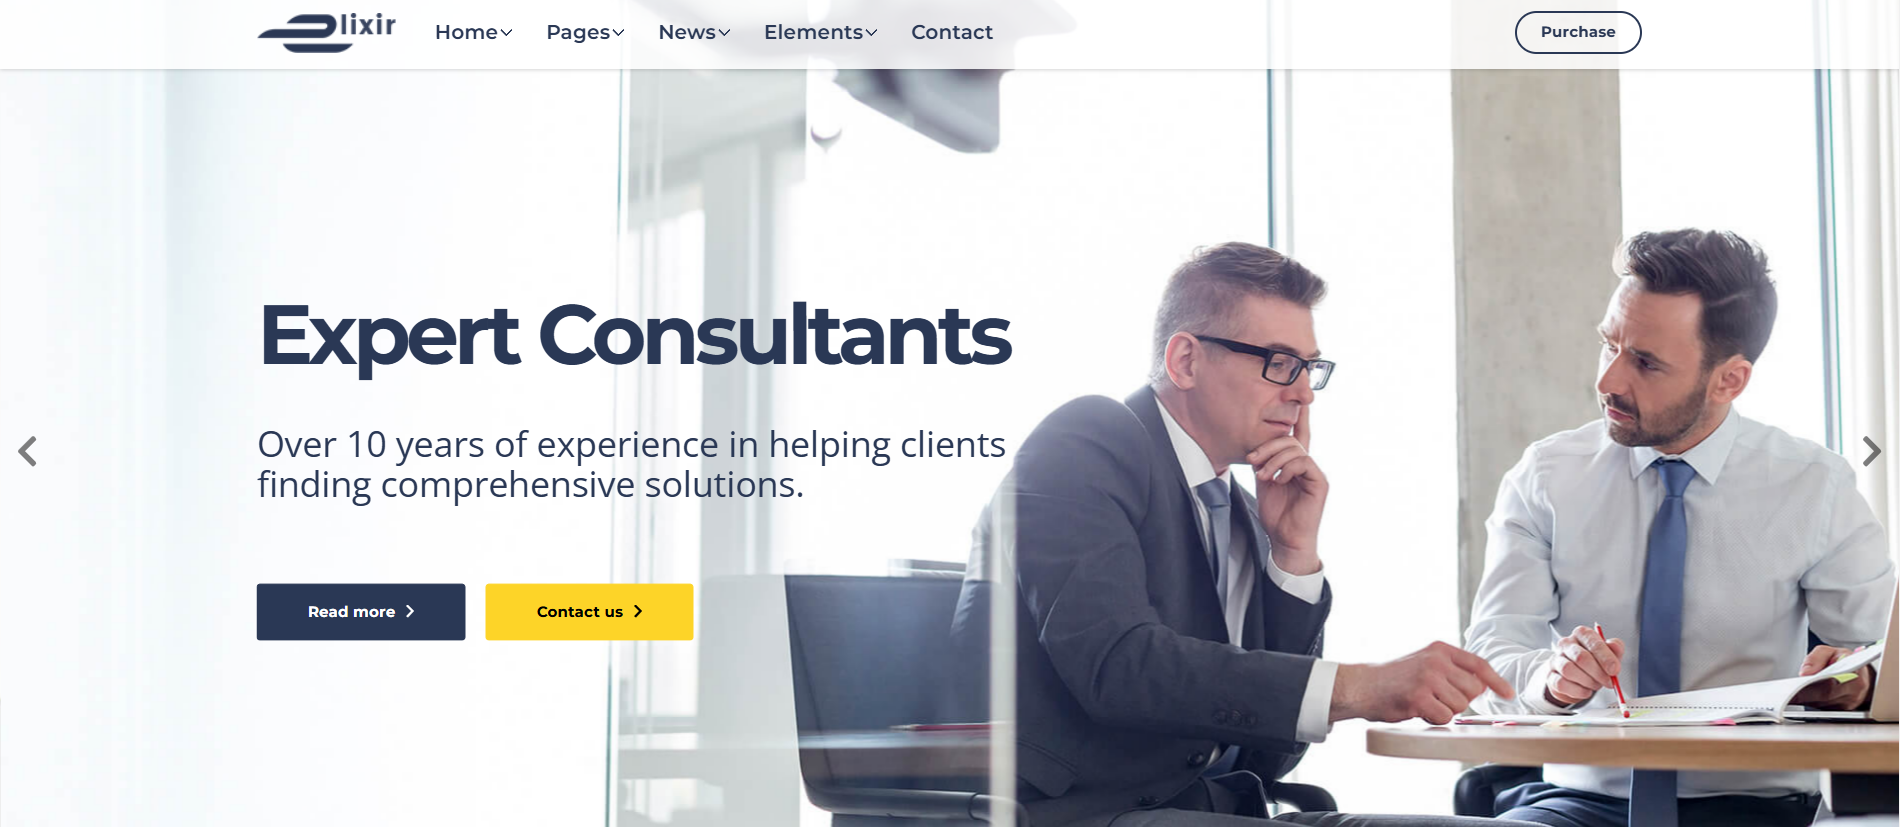 Elixir
Home Pages News Elements Contact
Purchase
Expert Consultants
Over 10 years of experience in helping clients
finding comprehensive solutions.
Read more
Contact us